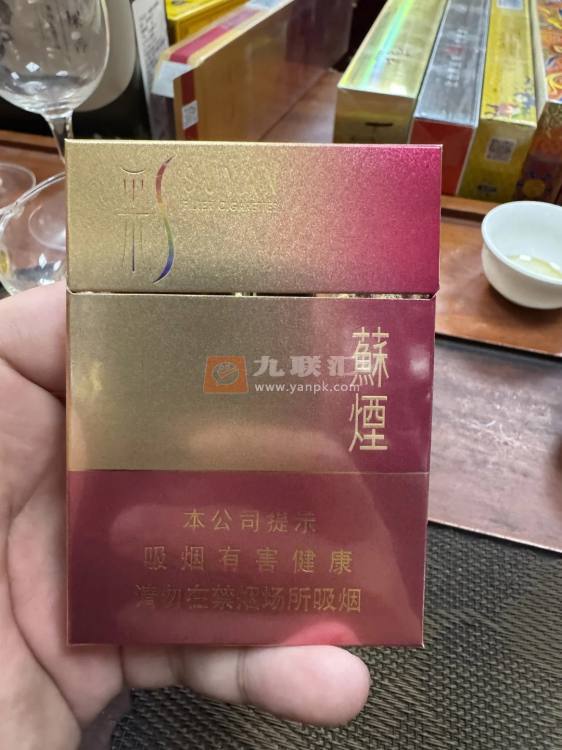 彩
SUYAN
FILTER CIGARETTES
蘇煙
九联汇
www.yanpk.com
本公司提示
吸烟有害健康
请勿在禁烟场所吸烟